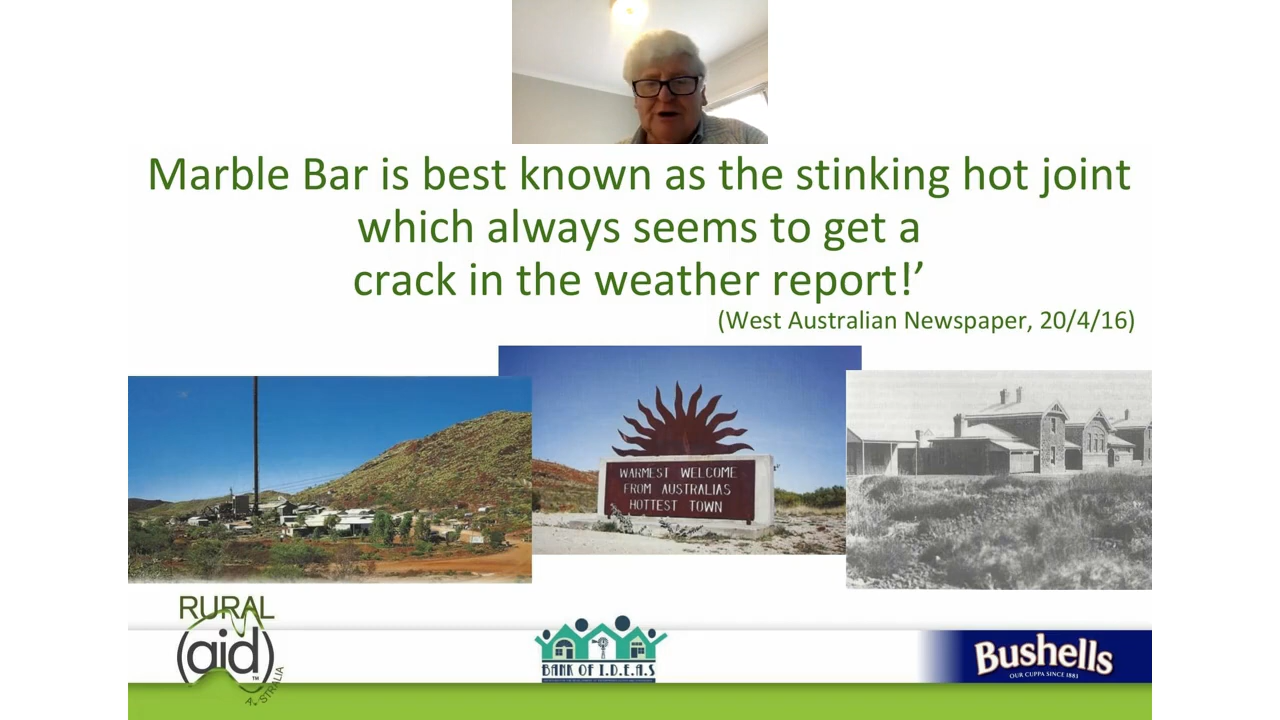 Marble Bar is best known as the stinking hot joint
which always seems to get a
crack in the weather report!’
(West Australian Newspaper, 20/4/16)
WARMEST WELCOME
FROM AUSTRALIAS
HOTTEST TOWN
RURAL
(aid)
TM
AUSTRALIA
BANK OF I.D.E.A.S
Bushells
OUR CUPPA SINCE 1883